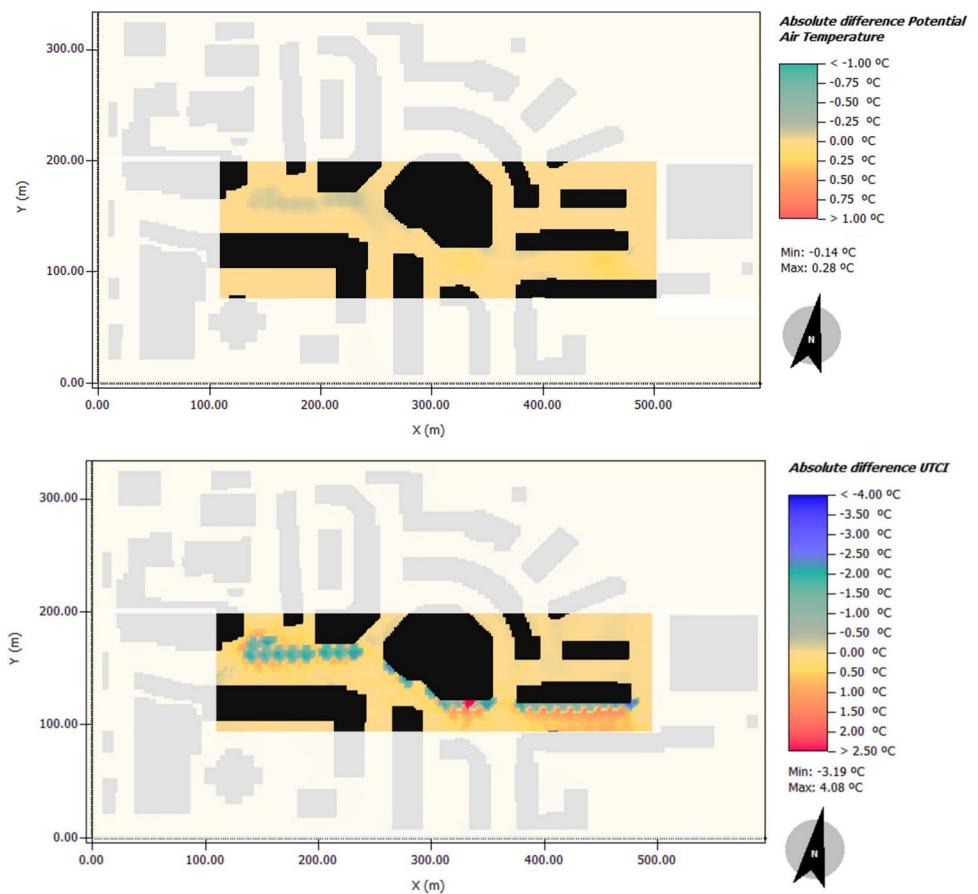 Absolute difference Potential
Air Temperature
300.00
200.00
100.00
0.00
Y (m)
0.00 100.00 200.00 300.00 400.00 500.00
X (m)
< -1.00 ºC
-0.75 ºC
-0.50 ºC
-0.25 ºC
0.00 ºC
0.25 ºC
0.50 ºC
0.75 ºC
> 1.00 ºC
Min: -0.14 ºC
Max: 0.28 ºC
N
Absolute difference UTCI
300.00
200.00
100.00
0.00
Y (m)
0.00 100.00 200.00 300.00 400.00 500.00
X (m)
< -4.00 ºC
-3.50 ºC
-3.00 ºC
-2.50 ºC
-2.00 ºC
-1.00 ºC
-0.50 ºC
0.00 ºC
0.50 ºC
1.00 ºC
1.50 ºC
2.00 ºC
> 2.50 ºC
Min: -3.19 ºC
Max: 4.08 ºC
N